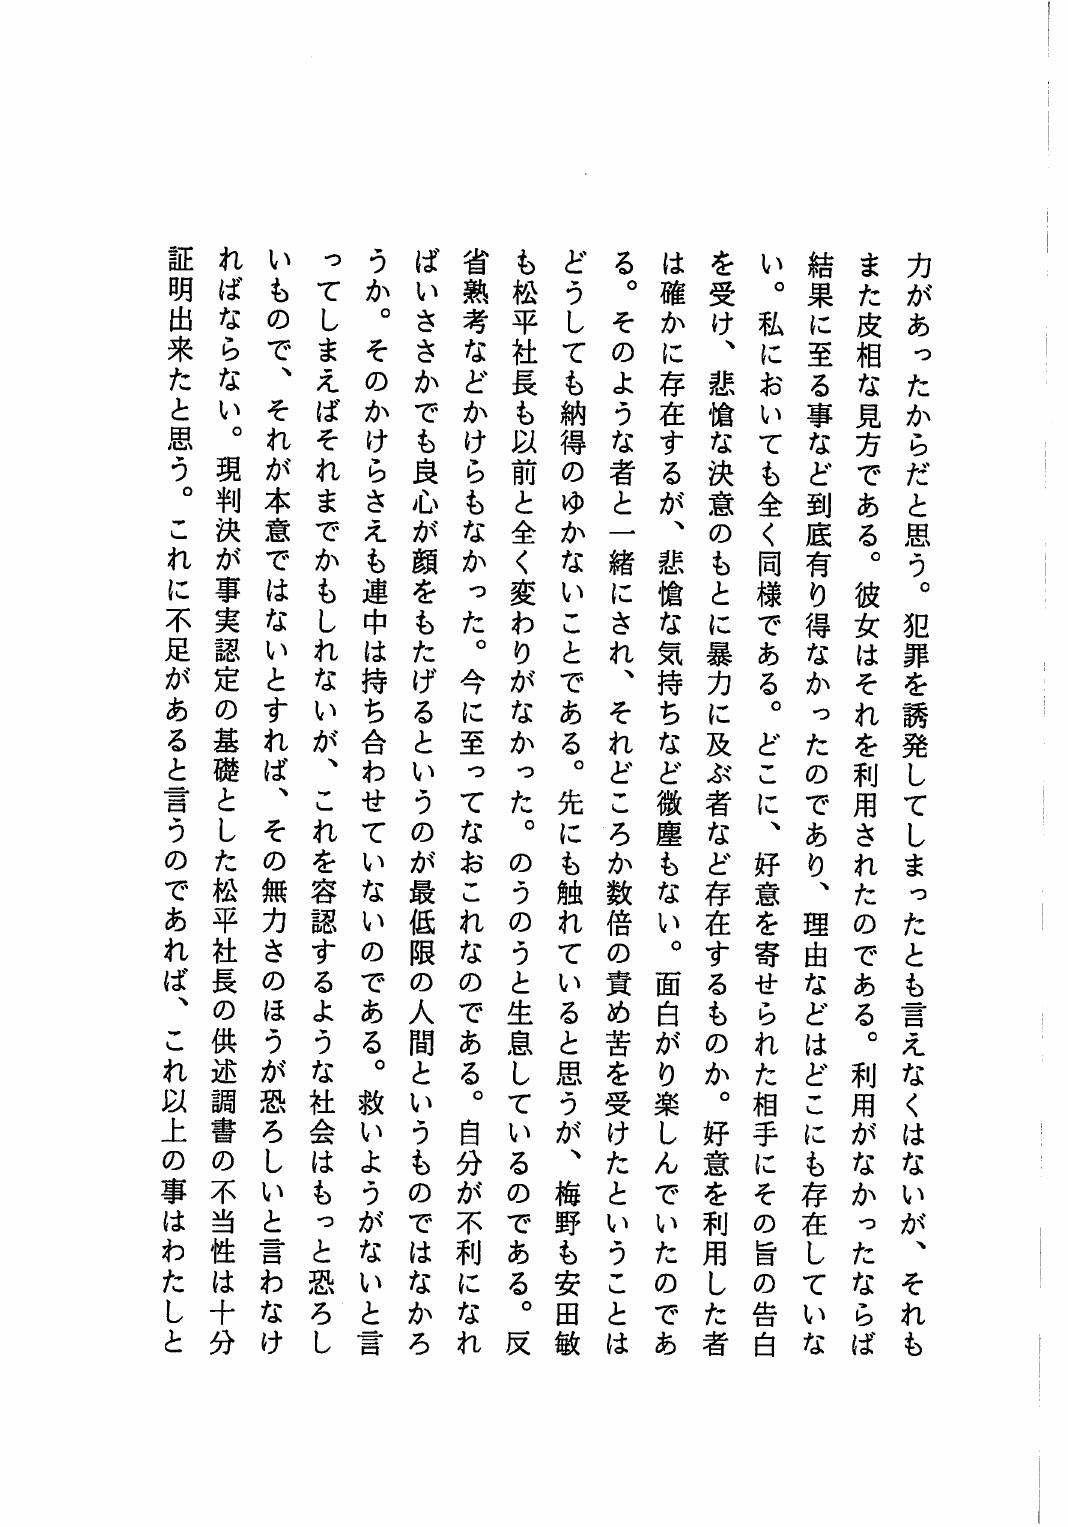 力があったからだと思う。犯罪を誘発してしまったとも言えなくはないが、それも
また皮相な見方である。彼女はそれを利用されたのである。利用がなかったならば
結果に至る事など到底有り得なかったのであり、理由などはどこにも存在していな
い。私においても全く同様である。どこに、好意を寄せられた相手にその旨の告白
を受け、悲愴な決意のもとに暴力に及ぶ者など存在するものか。好意を利用した者
は確かに存在するが、悲愴な気持ちなど微塵もない。面白がり楽しんでいたのであ
る。そのような者と一緒にされ、それどころか数倍の責め苦を受けたということは
どうしても納得のゆかないことである。先にも触れていると思うが、梅野も安田敏
も松平社長も以前と全く変わりがなかった。のうのうと生息しているのである。反
省熟考などかけらもなかった。今に至ってなおこれなのである。自分が不利になれ
ばいささかでも良心が顔をもたげるというのが最低限の人間というものではなかろ
うか。そのかけらさえも連中は持ち合わせていないのである。救いようがないと言
ってしまえばそれまでかもしれないが、これを容認するような社会はもっと恐ろし
いもので、それが本意ではないとすれば、その無力さのほうが恐ろしいと言わなけ
ればならない。現判決が事実認定の基礎とした松平社長の供述調書の不当性は十分
証明出来たと思う。これに不足があると言うのであれば、これ以上の事はわたしと